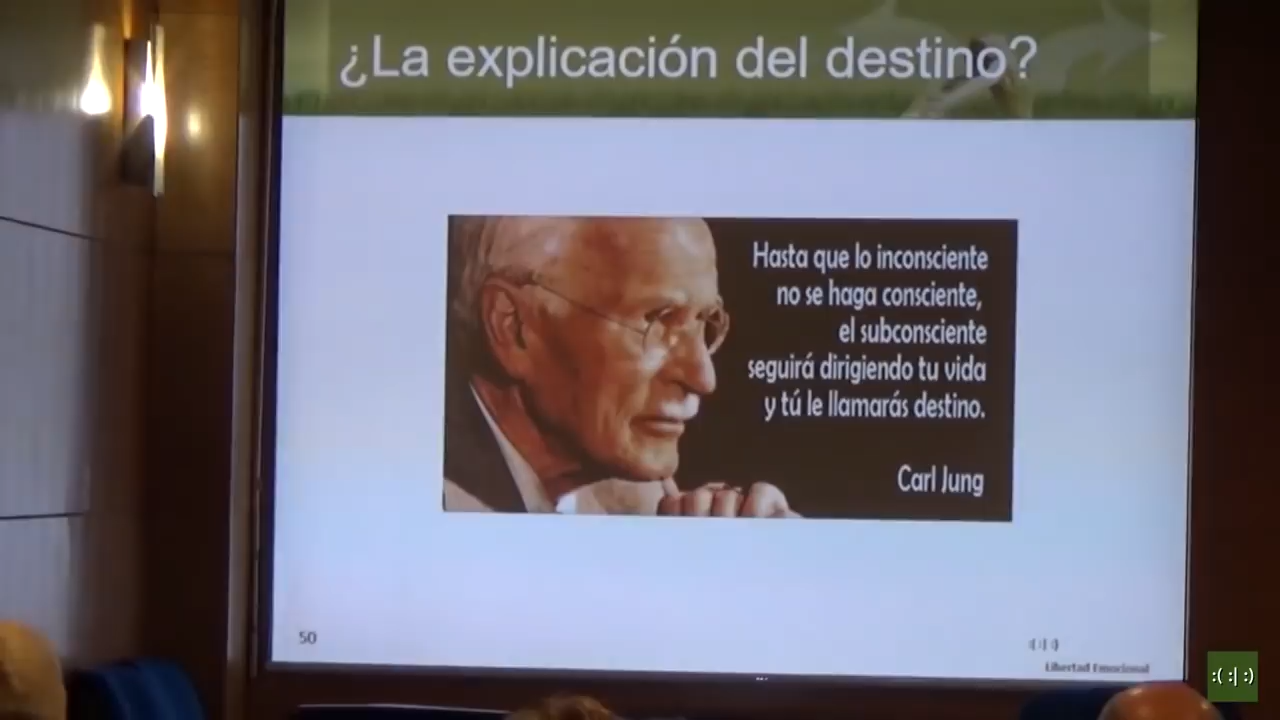 ¿La explicación del destino?
Hasta que lo inconsciente
no se haga consciente,
el subconsciente
seguirá dirigiendo tu vida
y tú le llamarás destino.
Carl Jung
50
:( :| :)
Libertad Emocional
:( :| :)